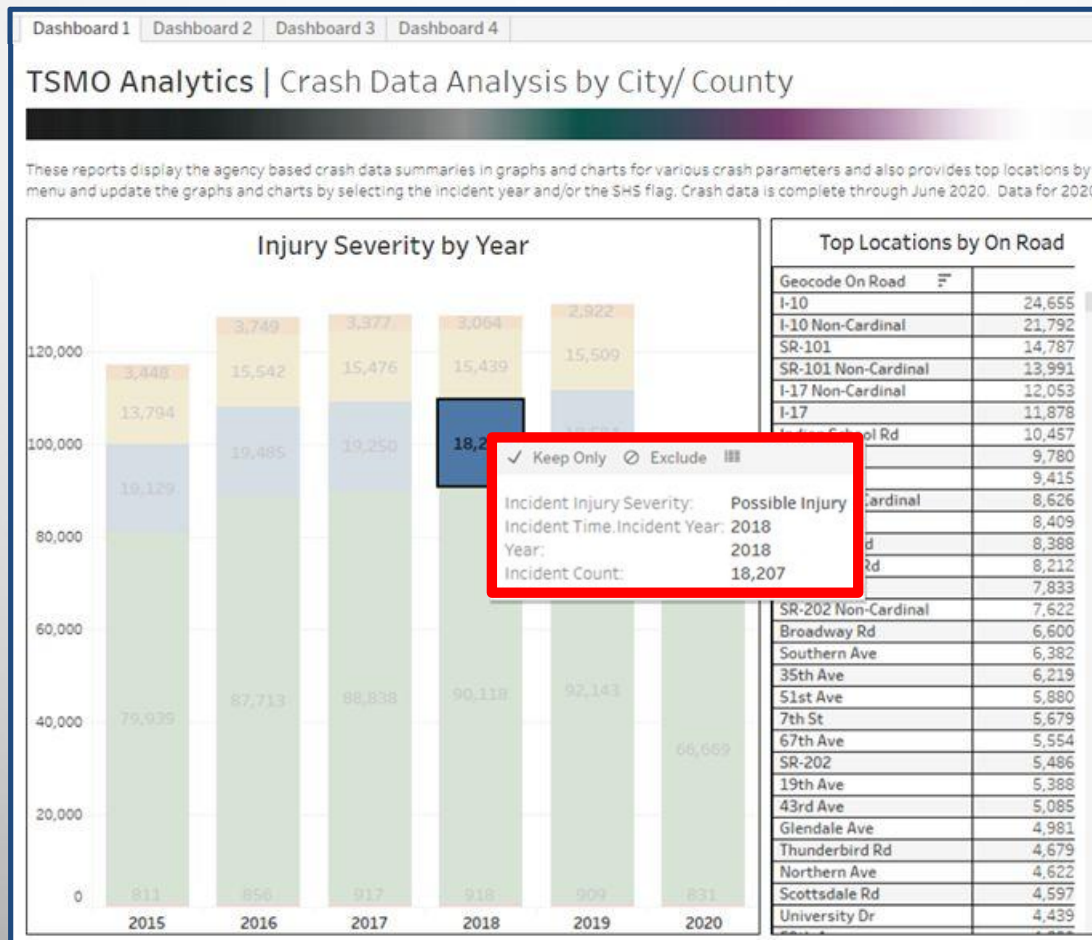 Dashboard 1 Dashboard 2 Dashboard 3 Dashboard 4
TSMO Analytics | Crash Data Analysis by City/ County
These reports display the agency based crash data summaries in graphs and charts for various crash parameters and also provides top locations by
menu and update the graphs and charts by selecting the incident year and/or the SHS flag. Crash data is complete through June 2020. Data for 2020
Injury Severity by Year
120,000
100,000
80,000
60,000
40,000
20,000
0
3,448
13,794
19,129
79,939
811
3,749
15,542
19,485
87,713
856
3,377
15,476
19,250
88,838
917
3,064
15,439
18,2
90,118
918
2,922
15,509
92,143
909
66,669
831
2015 2016 2017 2018 2019 2020
Keep Only Exclude
Incident Injury Severity: Possible Injury
Incident Time.Incident Year: 2018
Year: 2018
Incident Count: 18,207
Top Locations by On Road
Geocode On Road
I-10 24,655
I-10 Non-Cardinal 21,792
SR-101 14,787
SR-101 Non-Cardinal 13,991
I-17 Non-Cardinal 12,053
I-17 11,878
ol Rd 10,457
9,780
9,415
Cardinal 8,626
8,409
d 8,388
Rd 8,212
7,833
SR-202 Non-Cardinal 7,622
Broadway Rd 6,600
Southern Ave 6,382
35th Ave 6,219
51st Ave 5,880
7th St 5,679
67th Ave 5,554
SR-202 5,486
19th Ave 5,388
43rd Ave 5,085
Glendale Ave 4,981
Thunderbird Rd 4,679
Northern Ave 4,622
Scottsdale Rd 4,597
University Dr 4,439